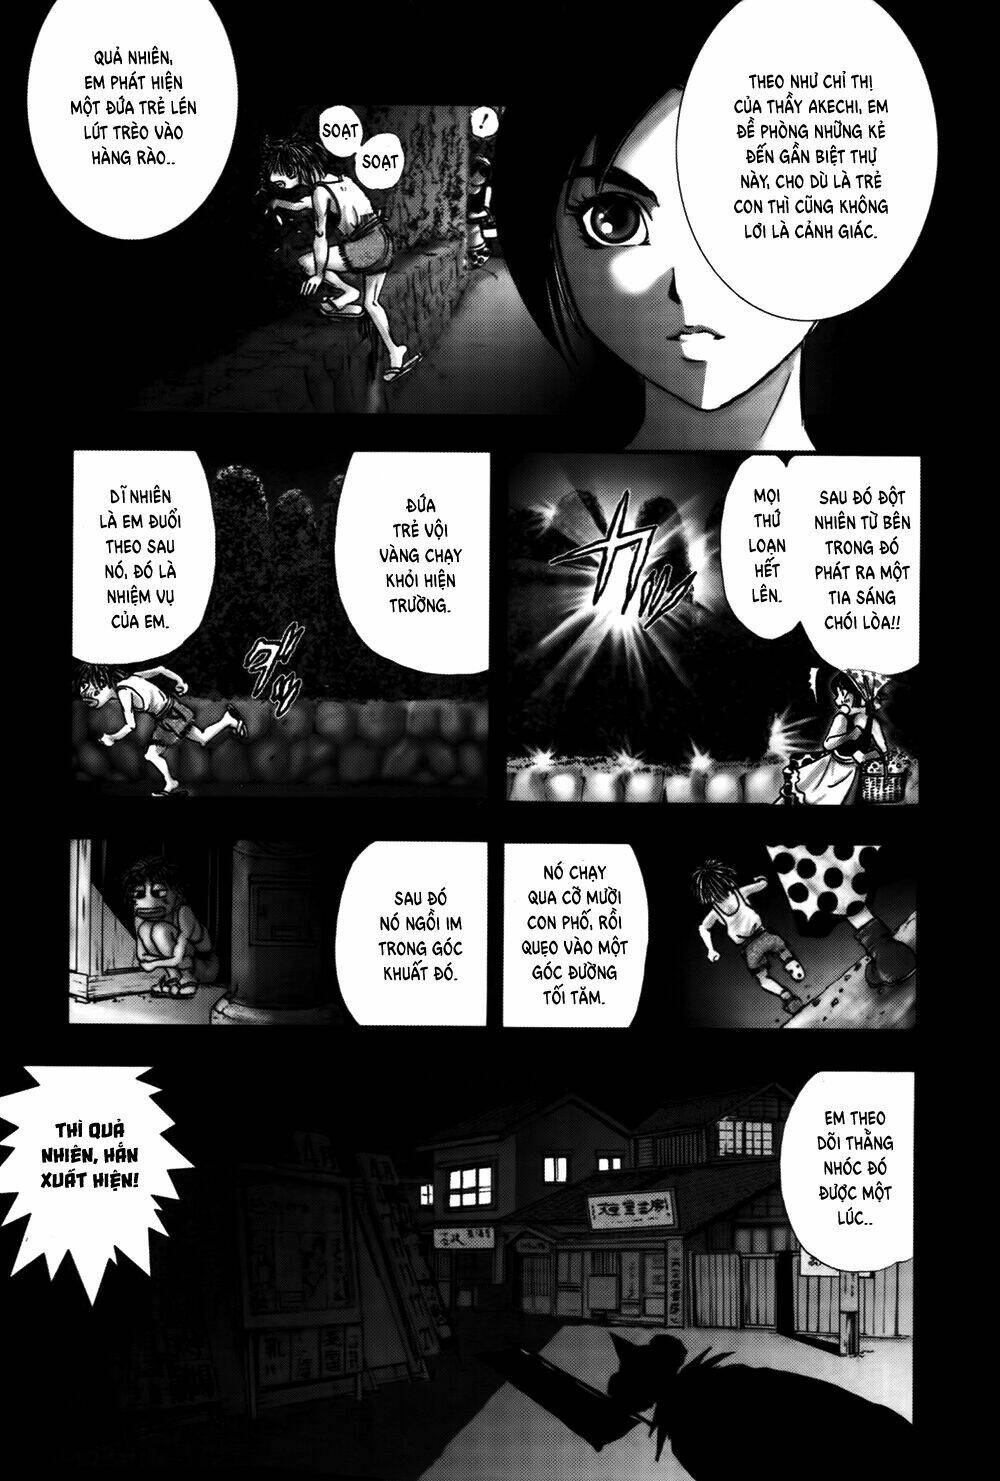 THEO NHƯ CHỈ THỊ
CỦA THẦY AKECHI, EM
ĐỀ PHÒNG NHỮNG KẺ
ĐẾN GẦN BIỆT THỰ
NÀY, CHO DÙ LÀ TRẺ
CON THÌ CŨNG KHÔNG
LƠI LÀ CẢNH GIÁC.
!
SOẠT
SOẠT
QUẢ NHIÊN,
EM PHÁT HIỆN
MỘT ĐỨA TRẺ LÉN
LÚT TRÈO VÀO
HÀNG RÀO..
SAU ĐÓ ĐỘT
NHIÊN TỪ BÊN
TRONG ĐÓ
PHÁT RA MỘT
TIA SÁNG
CHÓI LÒA!!
MỌI
THỨ
LOẠN
HẾT
LÊN.
ĐỨA
TRẺ VỘI
VÀNG CHẠY
KHỎI HIỆN
TRƯỜNG.
DĨ NHIÊN
LÀ EM ĐUỔI
THEO SAU
NÓ, ĐÓ LÀ
NHIỆM VỤ
CỦA EM.
NÓ CHẠY
QUA CỠ MƯỜI
CON PHỐ, RỒI
QUẸO VÀO MỘT
GÓC ĐƯỜNG
TỐI TĂM.
SAU ĐÓ
NÓ NGỒI IM
TRONG GÓC
KHUẤT ĐÓ.
EM THEO
DÕI THẰNG
NHÓC ĐÓ
ĐƯỢC MỘT
LÚC..
THÌ QUẢ
NHIÊN, HẮN
XUẤT HIỆN!